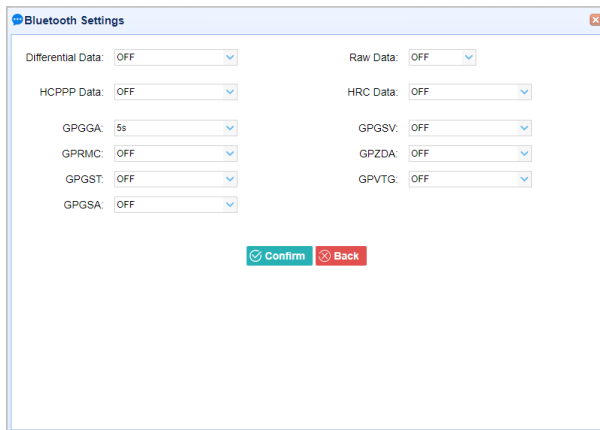 Bluetooth Settings
Differential Data: OFF Raw Data: OFF
HCPPP Data: OFF HRC Data: OFF
GPGGA: 5s GPGSV: OFF
GPRMC: OFF GPZDA: OFF
GPGST: OFF GPVTG: OFF
GPGSA: OFF
Confirm Back